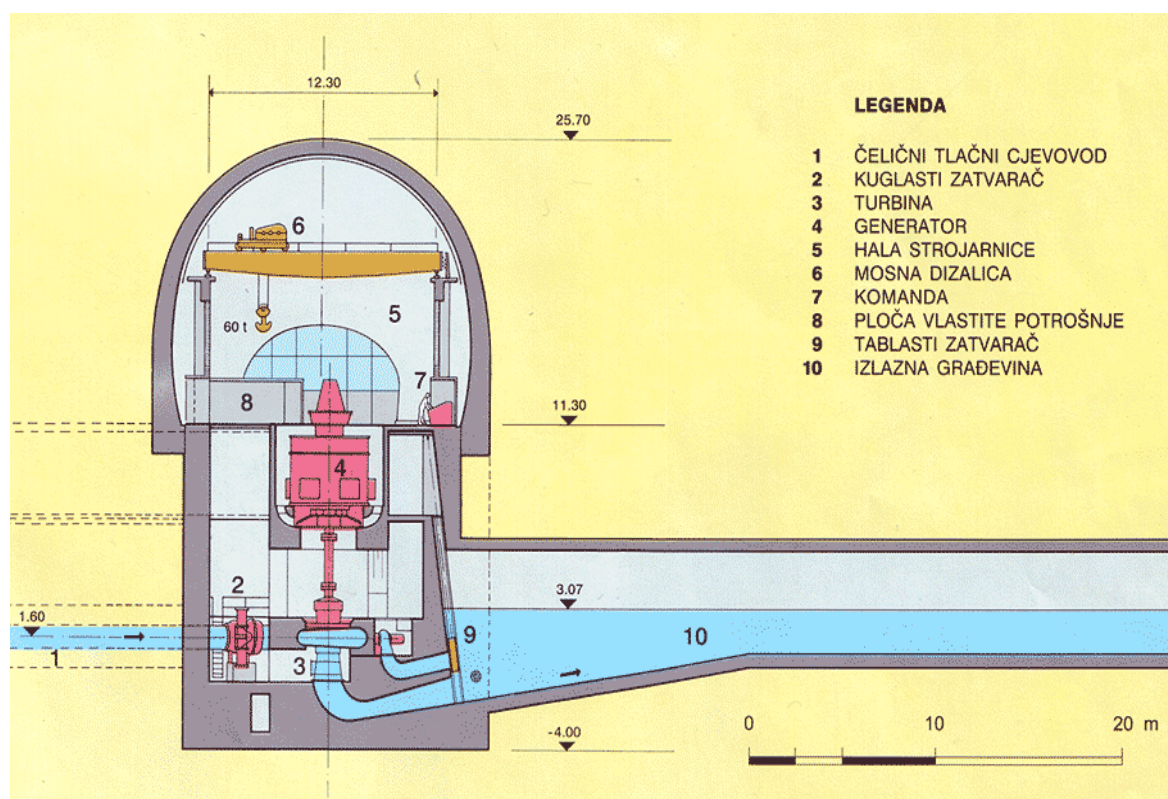 12.30
25.70
LEGENDA
1 ČELIČNI TLAČNI CJEVOVOD
2 KUGLASTI ZATVARAČ
3 TURBINA
4 GENERATOR
5 HALA STROJARNICE
6 MOSNA DIZALICA
7 KOMANDA
8 PLOČA VLASTITE POTROŠNJE
9 TABLASTI ZATVARAČ
10 IZLAZNA GRAĐEVINA
6
5
60 t
7
8
11.30
4
2
3.07
1.60
9
10
1
3
-4.00
0 10 20 m